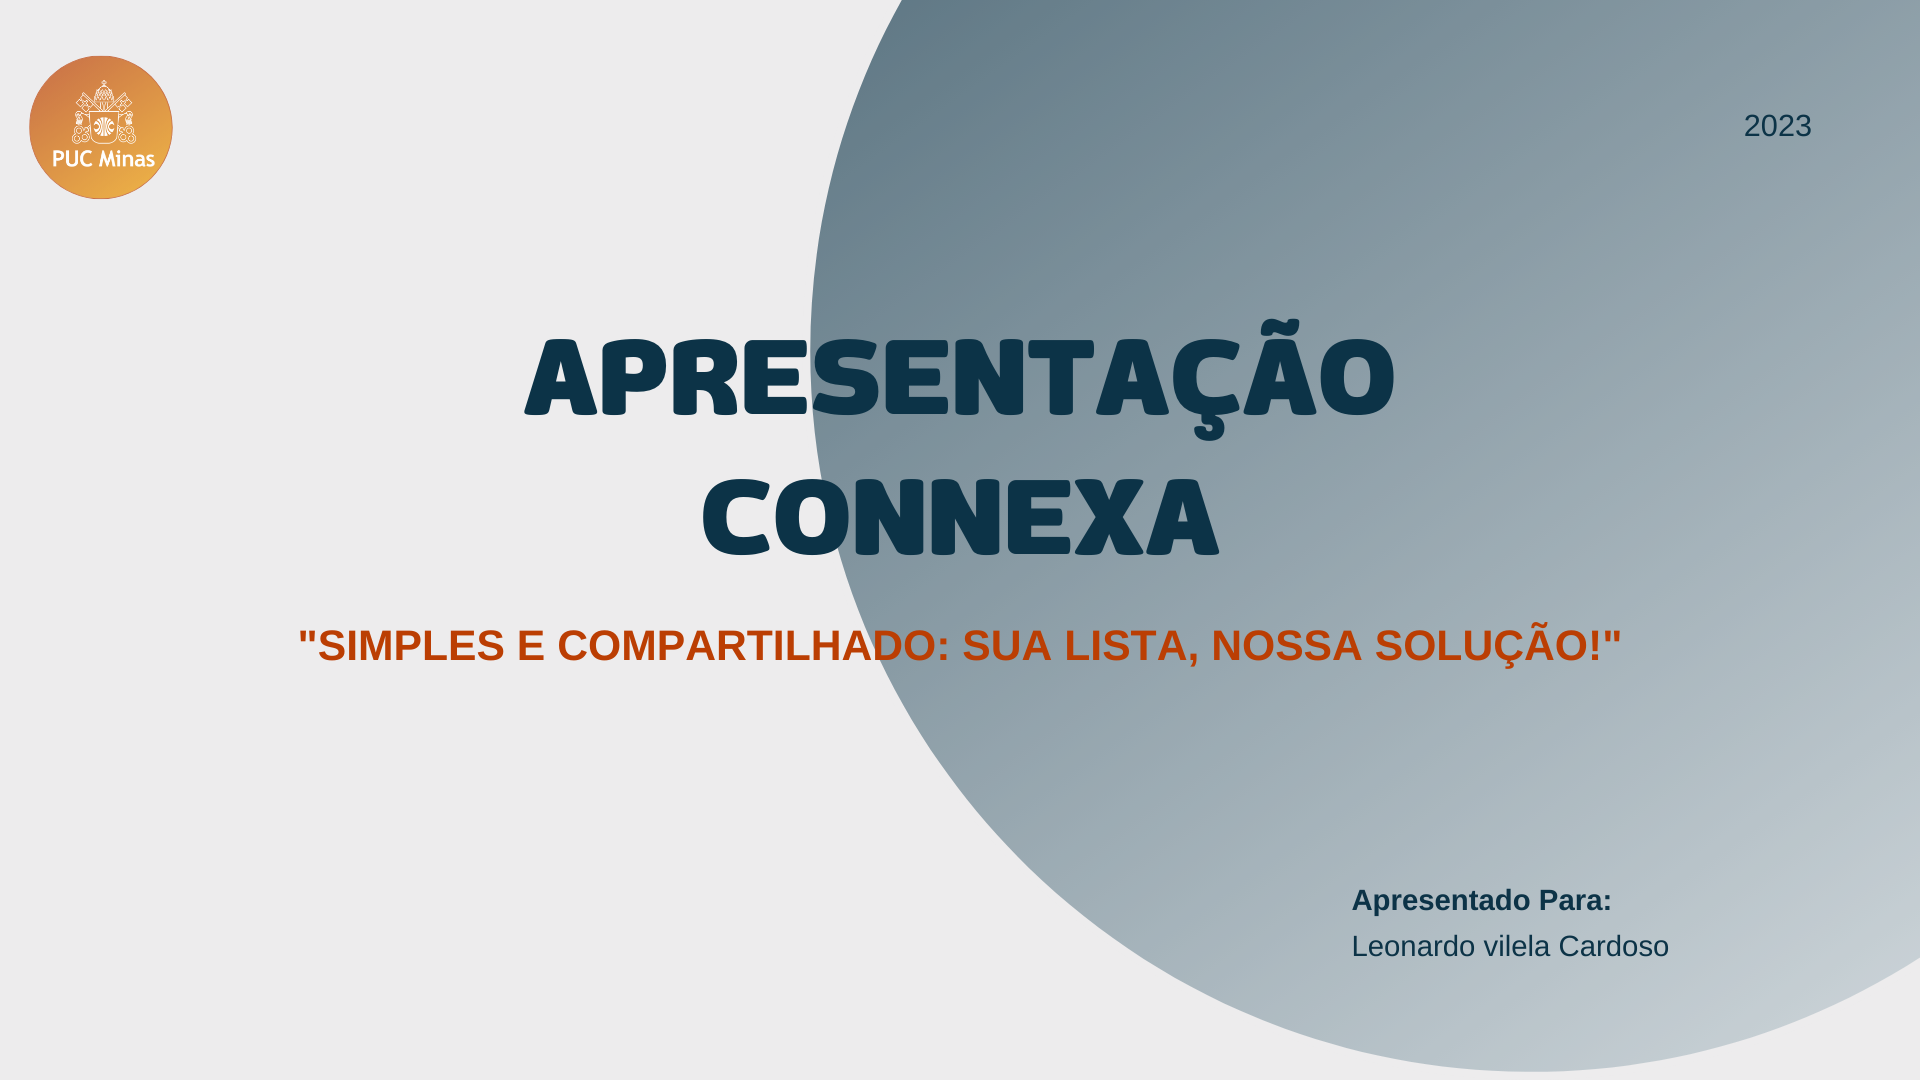 PUC Minas
2023
APRESENTAÇÃO
CONNEXA
"SIMPLES E COMPARTILHADO: SUA LISTA, NOSSA SOLUÇÃO!"
Apresentado Para:
Leonardo vilela Cardoso